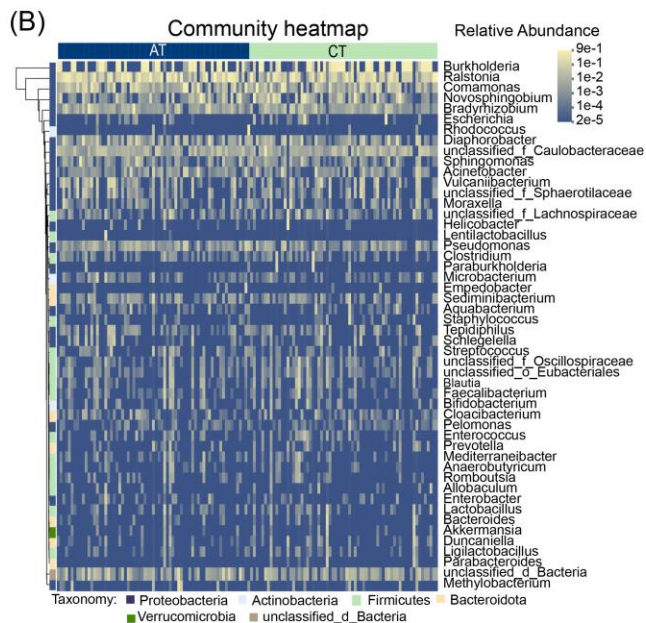 (B)
Community heatmap
Relative Abundance
AT
CT
9e-1
1e-1
1e-2
1e-3
1e-4
2e-5
Burkholderia
Ralstonia
Comamonas
Novosphingobium
Bradymizobium
Escherichia
Rhodococcus
Diaphorobacter
unclassified_f_Caulobacteraceae
Sphingomonas
Acinetobacter
Vulcaniibacterium
unclassified_f_Sphaerotilaceae
Moraxella
unclassified_f_Lachnospiraceae
Helicobacter
Lentilactobacillus
Pseudomonas
Clostridium
Paraburkholderia
Microbacterium
Empedobacter
Sediminibacterium
Aquabacterium
Staphylococcus
Tepidiphilus
Schlegelella
Streptococcus
unclassified_f_Oscillospiraceae
unclassified_o_Eubacteriales
Blautia
Faecalibacterium
Bifidobacterium
Cloacibacterium
Pelomonas
Enterococcus
Prevotella
Mediterraneibacter
Anaerobutyricum
Romboutsia
Allobaculum
Enterobacter
Lactobacillus
Bacteroides
Akkermansia
Duncaniella
Ligilactobacillus
Parabacteroides
unclassified_d_Bacteria
Methylobacterium
Taxonomy: Proteobacteria Actinobacteria Firmicutes Bacteroidota
Verrucomicrobia unclassified_d_Bacteria